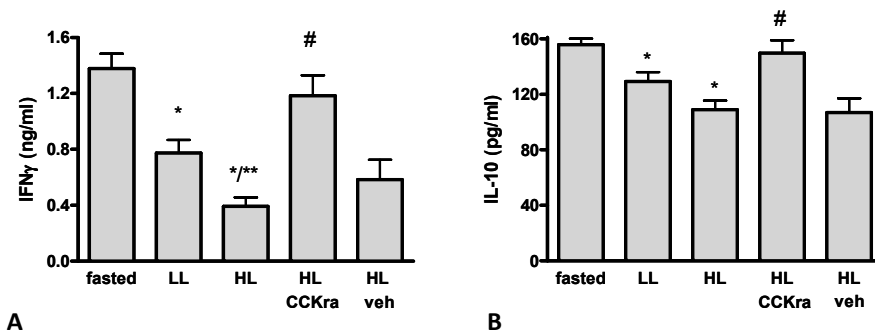 1.6
1.2
0.8
0.4
0.0
IFNγ (ng/ml)
*
*/**
#
fasted LL HL HL HL
CCKra veh
A
160
120
80
40
0
IL-10 (pg/ml)
*
*
#
fasted LL HL HL HL
CCKra veh
B